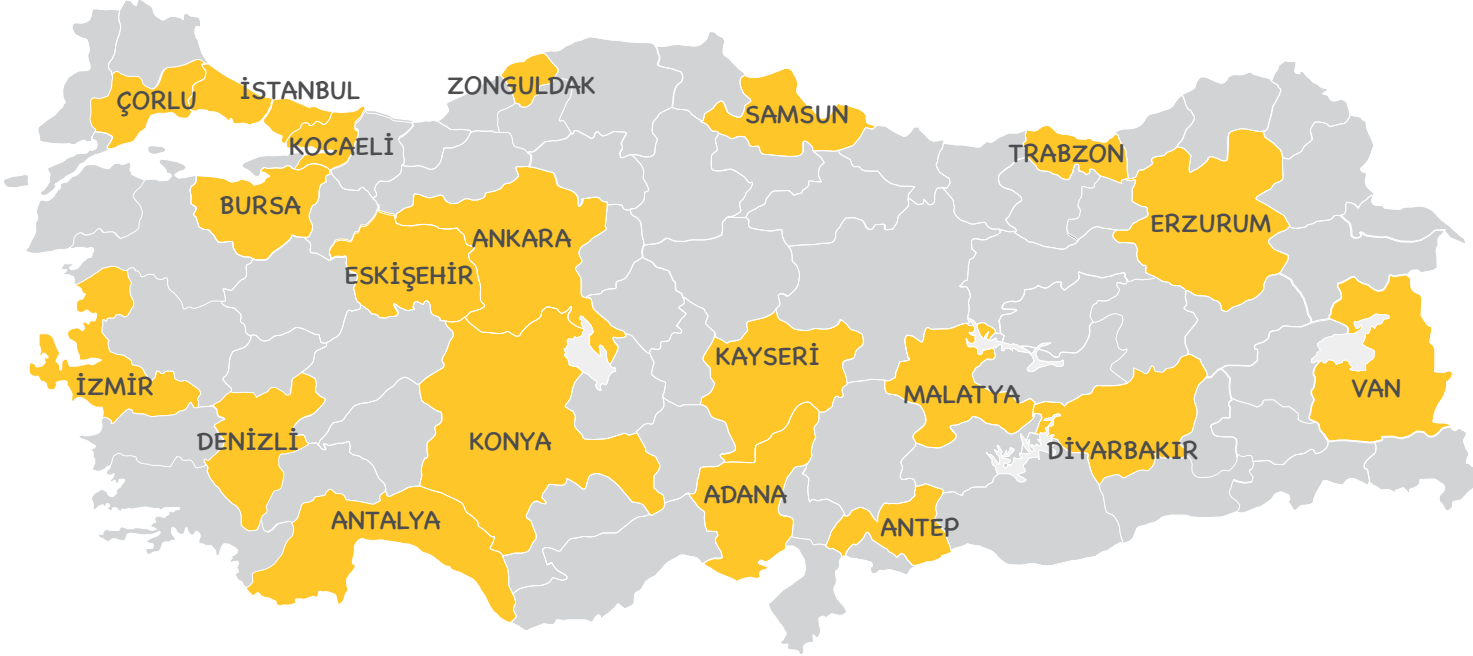 ZONGULDAK
İSTANBUL
ÇORLU
SAMSUN
KOCAELİ
TRABZON
BURSA
ERZURUM
ANKARA
ESKİŞEHİR
KAYSERİ
İZMİR
VAN
MALATYA
DENİZLİ
KONYA
DİYARBAKIR
ADANA
ANTALYA
ANTEP